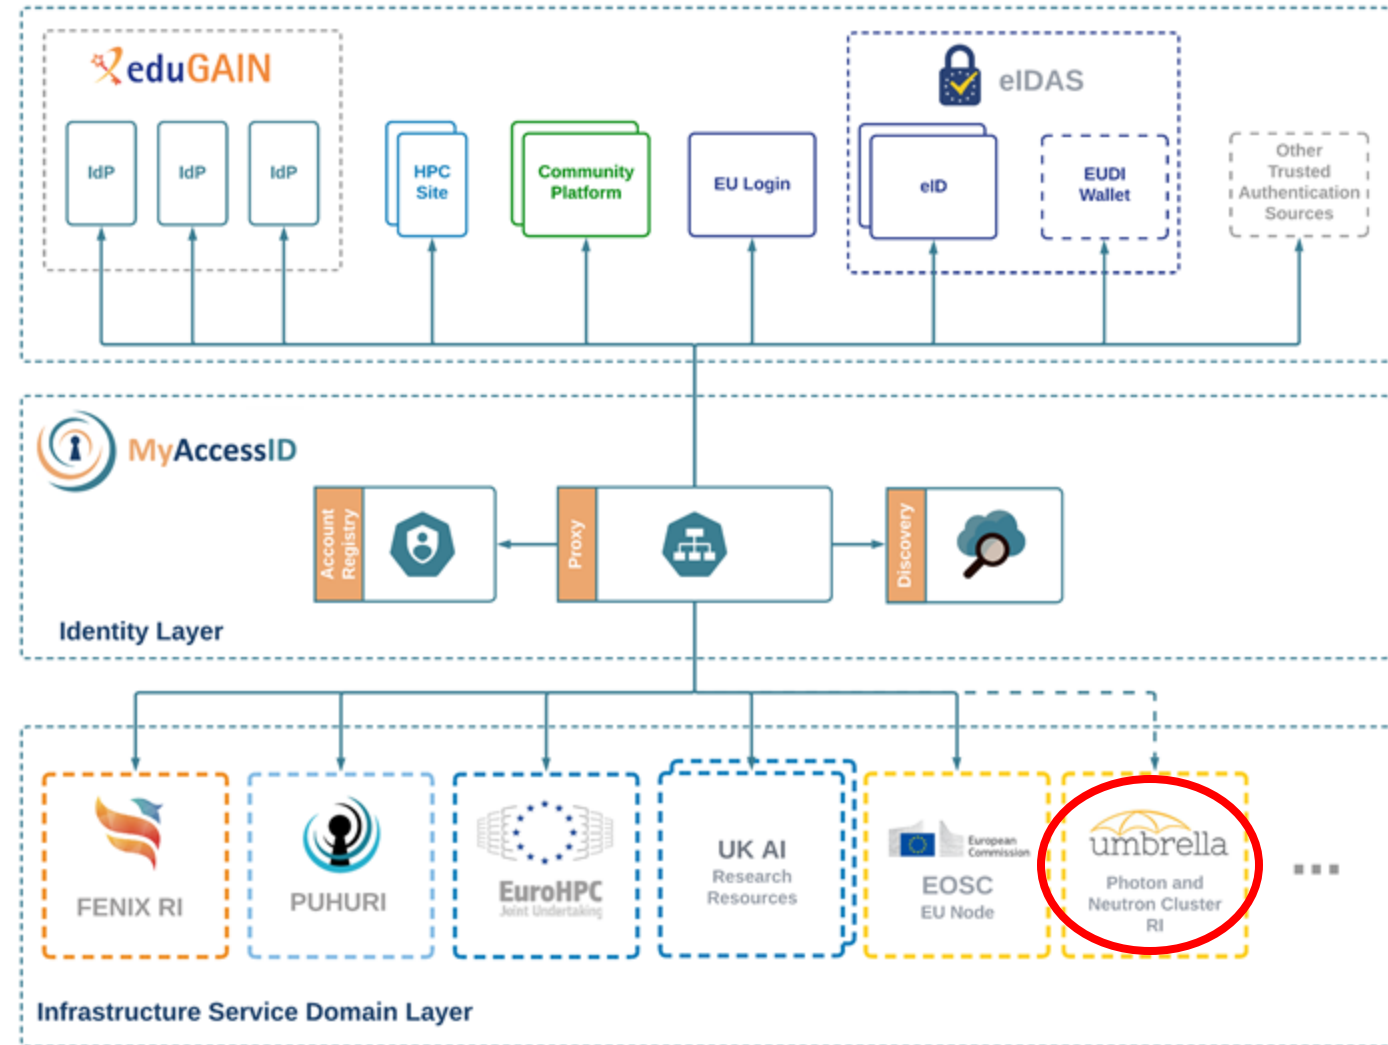 eduGAIN
eIDAS
IdP
IdP
IdP
HPC
Site
Community
Platform
EU Login
eID
EUDI
Wallet
Other
Trusted
Authentication
Sources
MyAccessID
Account
Registry
Proxy
Discovery
Identity Layer
FENIX RI
PUHURI
EuroHPC
Joint Undertaking
UK AI
Research
Resources
European
Commission
EOSC
EU Node
umbrella
Photon and
Neutron Cluster
RI
...
Infrastructure Service Domain Layer